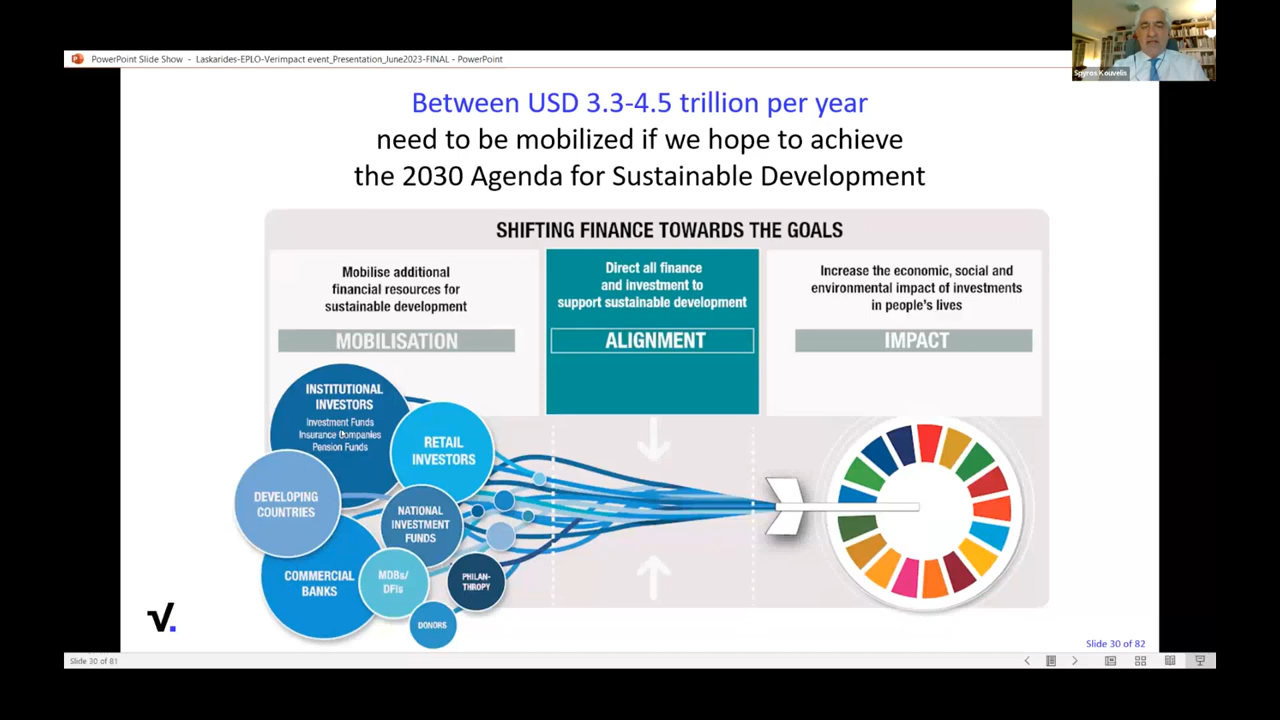 PowerPoint Slide Show - Laskarides-EPLO-Verimpact event_Presentation_June2023-FINAL - PowerPoint
Spyros Kouvelis
Between USD 3.3-4.5 trillion per year
need to be mobilized if we hope to achieve
the 2030 Agenda for Sustainable Development
SHIFTING FINANCE TOWARDS THE GOALS
Mobilise additional
financial resources for
sustainable development
MOBILISATION
Direct all finance
and investment to
support sustainable development
ALIGNMENT
Increase the economic, social and
environmental impact of investments
in people's lives
IMPACT
INSTITUTIONAL
INVESTORS
Investment Funds
Insurance Companies
Pension Funds
RETAIL
INVESTORS
DEVELOPING
COUNTRIES
NATIONAL
INVESTMENT
FUNDS
COMMERCIAL
BANKS
MDBs/
DFIs
PHILAN-
THROPY
DONORS
V.
Slide 30 of 82
Slide 30 of 81